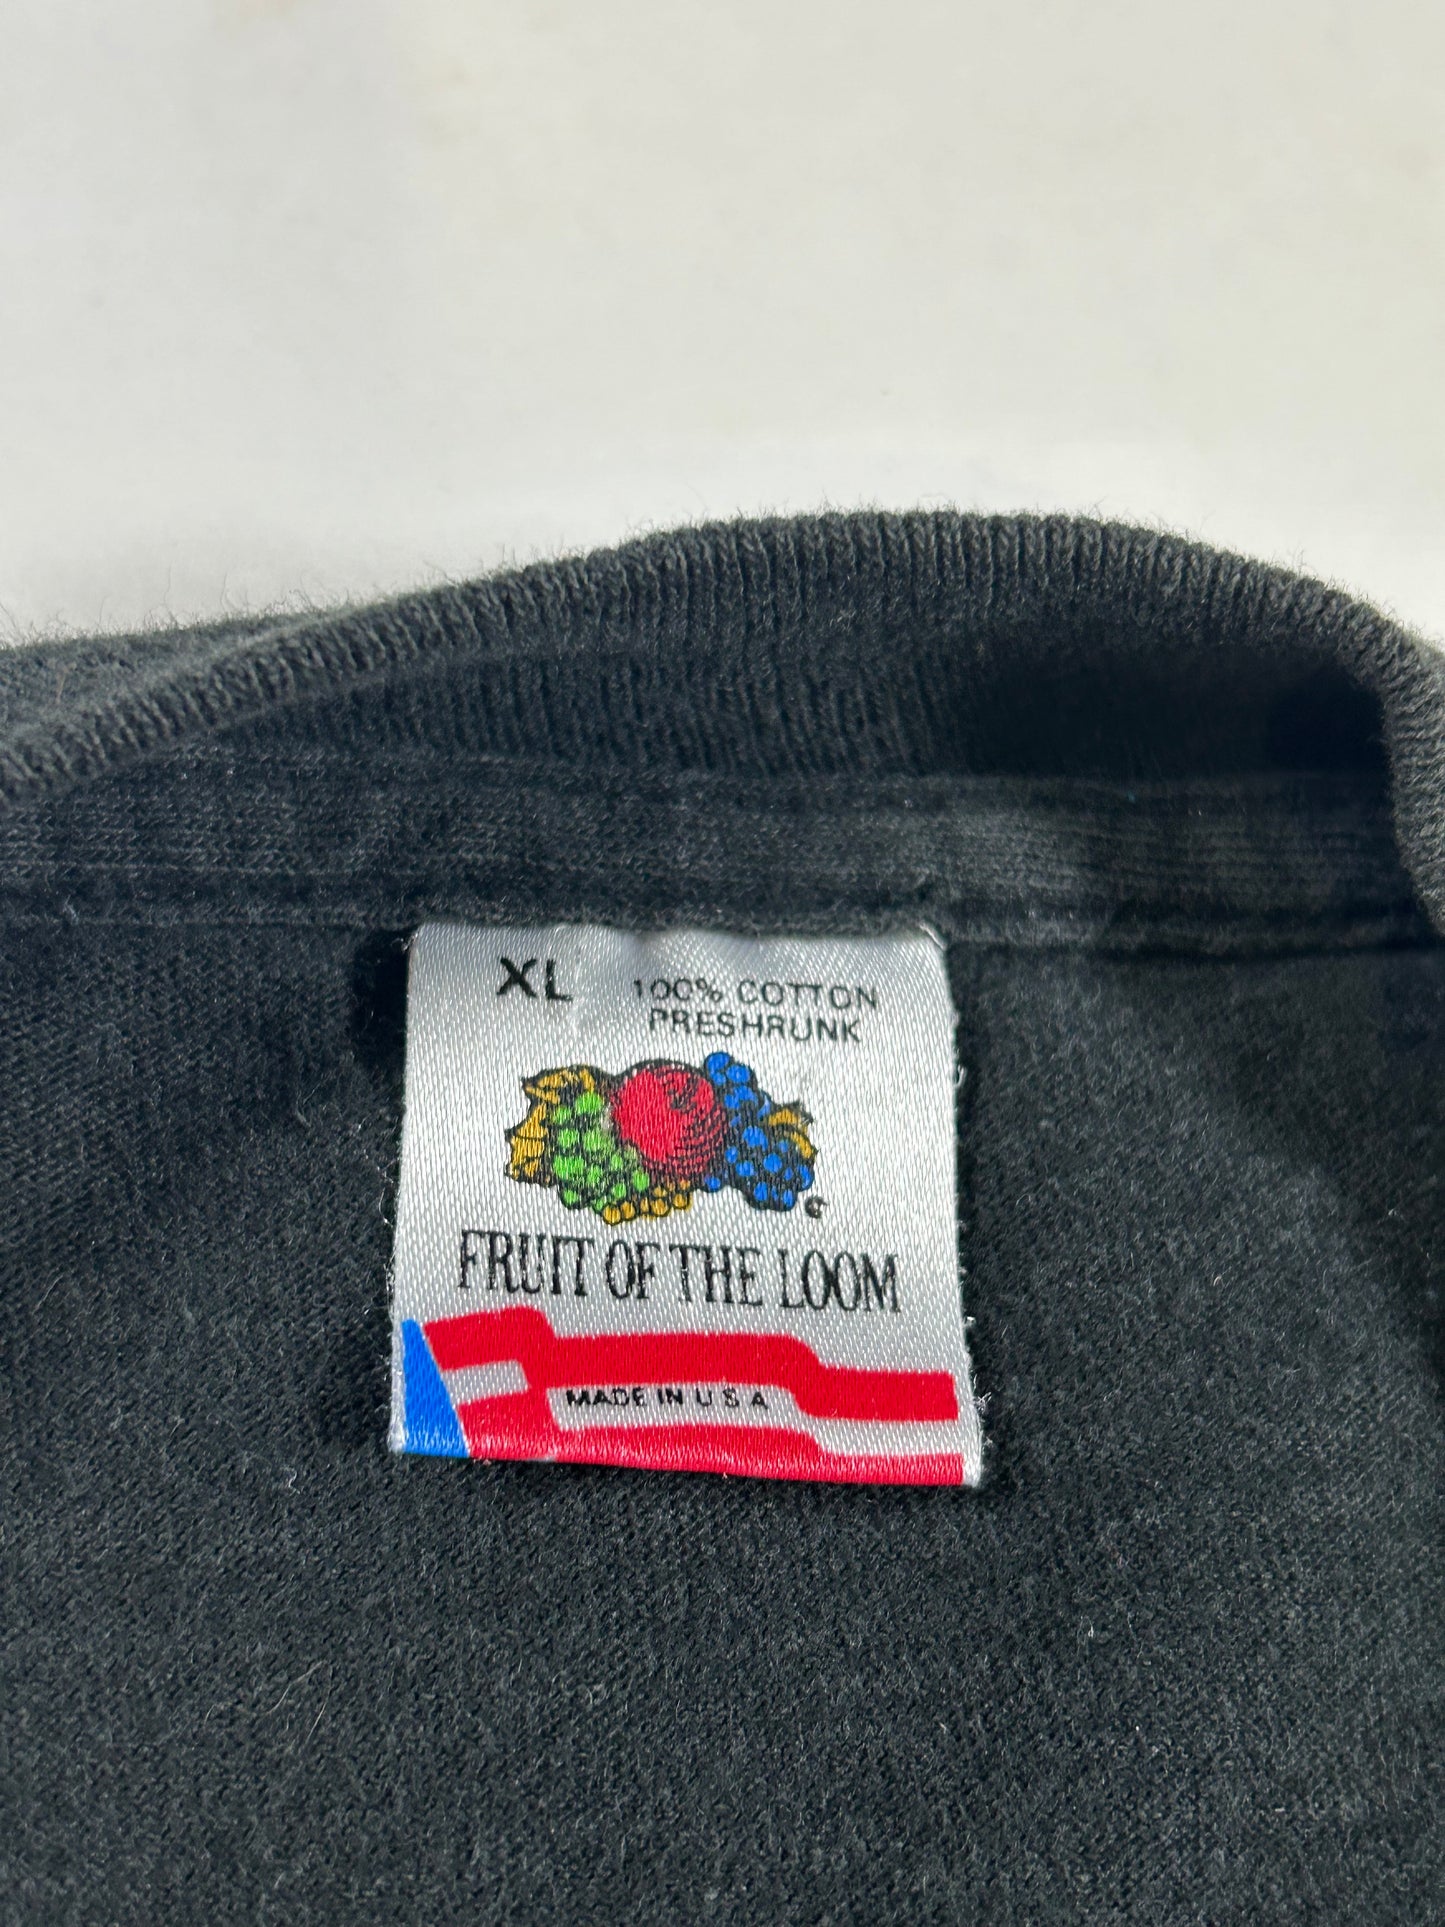 XL
100% COTTON
PRESHRUNK
FRUIT OF THE LOOM
MADE IN U S A